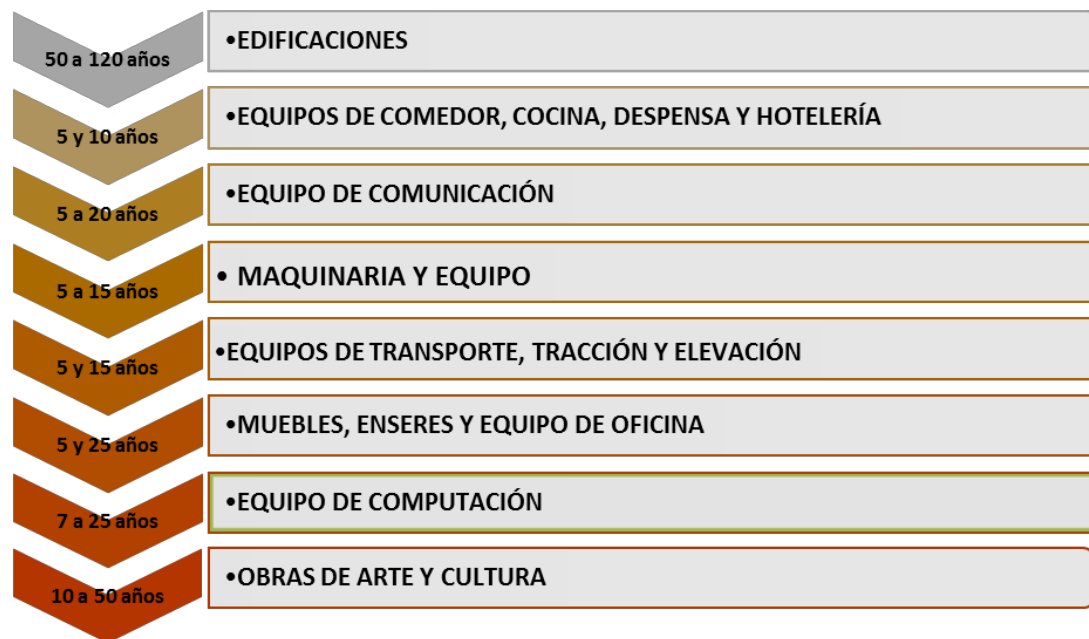 50 a 120 años
•EDIFICACIONES
5 y 10 años
•EQUIPOS DE COMEDOR, COCINA, DESPENSA Y HOTELERÍA
5 a 20 años
•EQUIPO DE COMUNICACIÓN
5 a 15 años
• MAQUINARIA Y EQUIPO
5 y 15 años
•EQUIPOS DE TRANSPORTE, TRACCIÓN Y ELEVACIÓN
5 y 25 años
•MUEBLES, ENSERES Y EQUIPO DE OFICINA
7 a 25 años
•EQUIPO DE COMPUTACIÓN
10 a 50 años
•OBRAS DE ARTE Y CULTURA